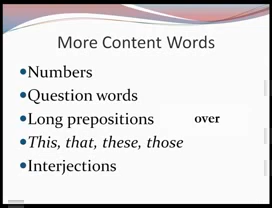 More Content Words
Numbers
Question words
Long prepositions over
This, that, these, those
Interjections